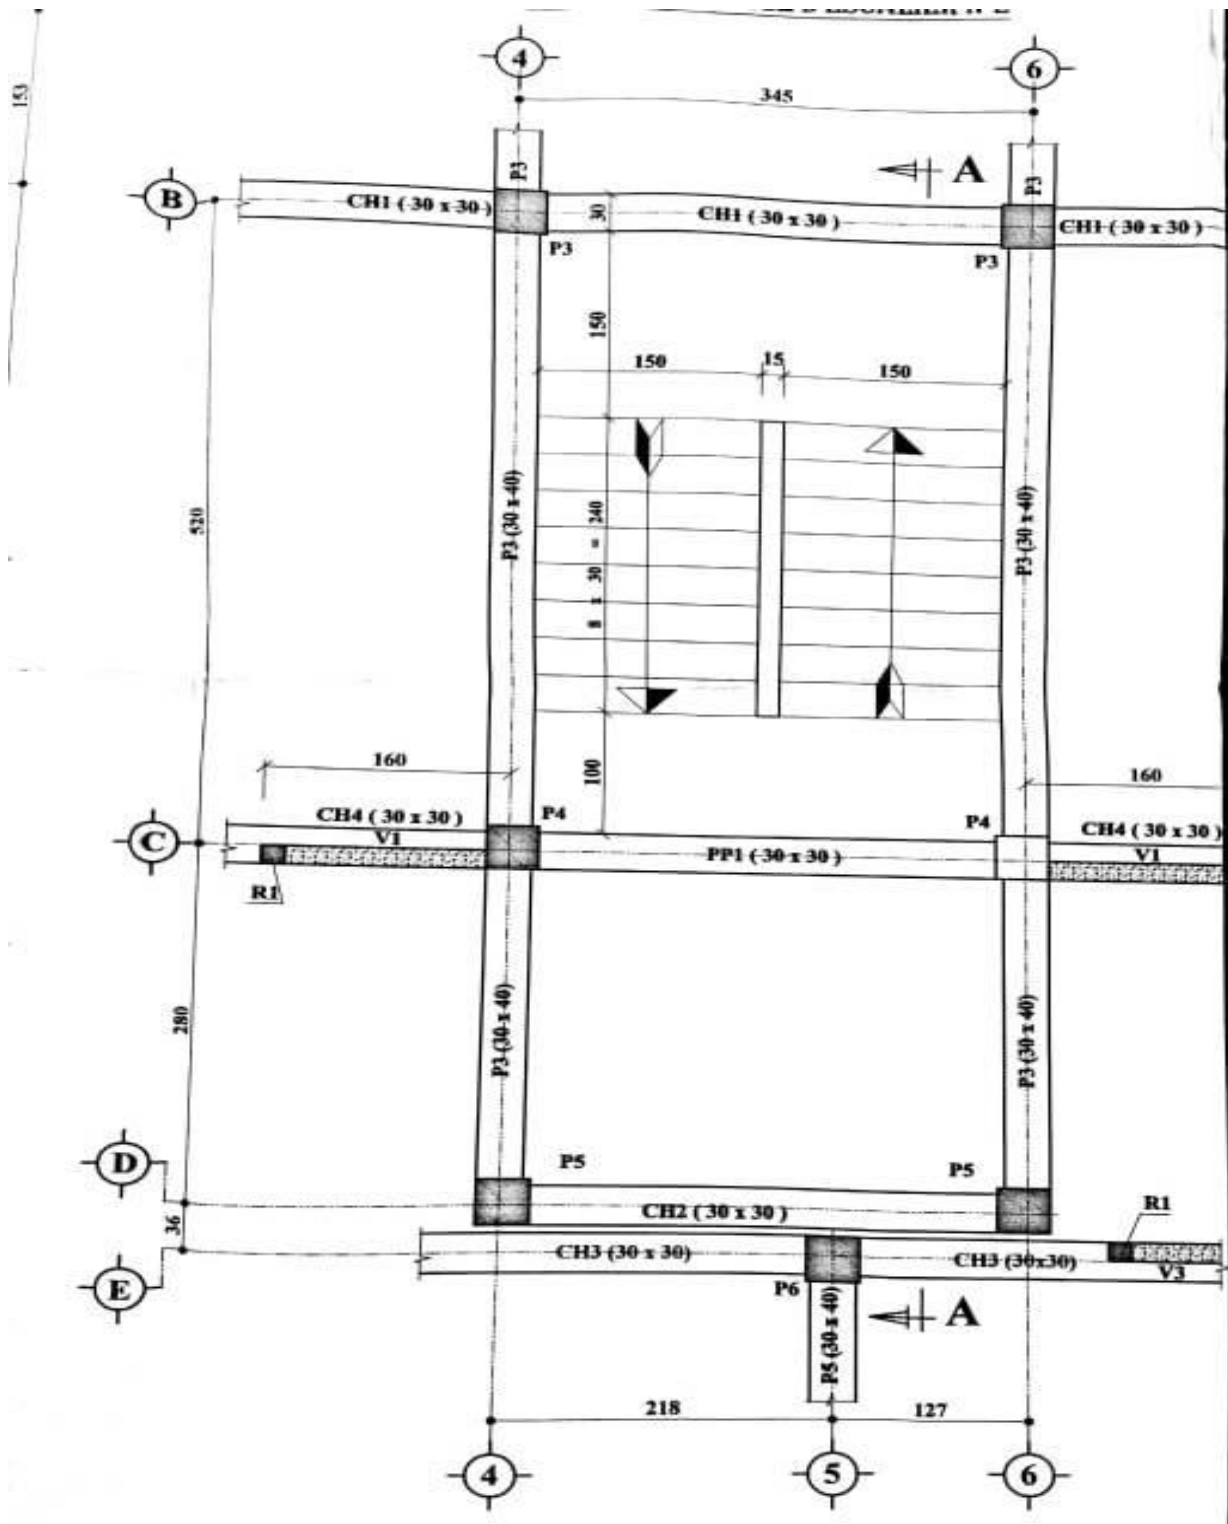 4
6
345
153
P3
P3
A
B
CH1 ( 30 x 30 )
30
CH1 ( 30 x 30 )
CH1 ( 30 x 30 )
P3
P3
150
150
15
150
P3 (30 x 40)
8 x 30 = 240
P3 (30 x 40)
520
160
100
160
CH4 ( 30 x 30 )
P4
P4
CH4 ( 30 x 30 )
C
V1
PP1 ( 30 x 30 )
V1
R1
P3 (30 x 40)
P3 (30 x 40)
280
D
P5
P5
CH2 ( 30 x 30 )
R1
36
CH3 (30 x 30)
CH3 (30x30)
V3
E
P6
P5 (30 x 40)
A
218
127
4
5
6